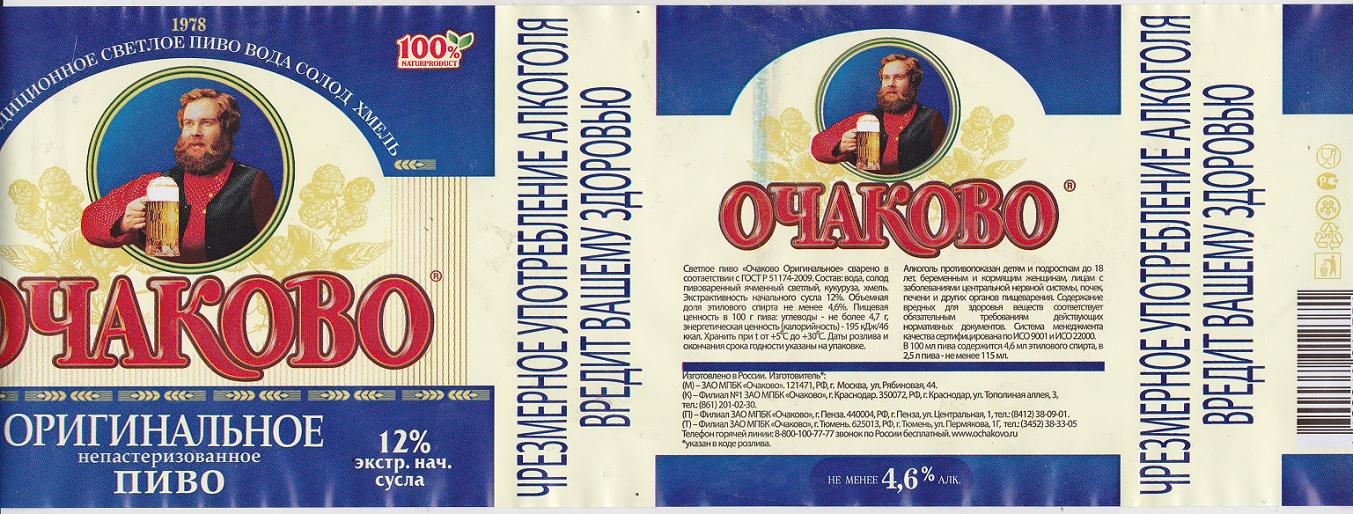 1978
ДИЦИОННОЕ СВЕТЛОЕ ПИВО ВОДА СОЛОД ХМЕЛЬ
100%
NATURPRODUCT
ОЧАКОВО®
ОРИГИНАЛЬНОЕ
непастеризованное
ПИВО
12%
экстр. нач.
сусла
ЧРЕЗМЕРНОЕ УПОТРЕБЛЕНИЕ АЛКОГОЛЯ
ВРЕДИТ ВАШЕМУ ЗДОРОВЬЮ
ОЧАКОВО®
Светлое пиво «Очаково Оригинальное» сварено в
соответствии с ГОСТ Р 51174-2009. Состав: вода, солод
пивоваренный ячменный светлый, кукуруза, хмель.
Экстрактивность начального сусла 12%. Объемная
доля этилового спирта не менее 4,6%. Пищевая
ценность в 100 г пива: углеводы - не более 4,7 г,
энергетическая ценность (калорийность) - 195 кДж/46
ккал. Хранить при t от +5°С до +30°С. Даты розлива и
окончания срока годности указаны на упаковке.
Алкоголь противопоказан детям и подросткам до 18
лет, беременным и кормящим женщинам, лицам с
заболеваниями центральной нервной системы, почек,
печени и других органов пищеварения. Содержание
вредных для здоровья веществ соответствует
обязательным требованиям действующих
нормативных документов. Система менеджмента
качества сертифицирована по ИСО 9001 и ИСО 22000.
В 100 мл пива содержится 4,6 мл этилового спирта, в
2,5 л пива - не менее 115 мл.
Изготовлено в России. Изготовитель*:
(М) – ЗАО МПБК «Очаково». 121471, РФ, г. Москва, ул. Рябиновая, 44.
(К) – Филиал №1 ЗАО МПБК «Очаково», г. Краснодар. 350072, РФ, г. Краснодар, ул. Тополиная аллея, 3,
тел.: (861) 201-02-30.
(П) – Филиал ЗАО МПБК «Очаково», г. Пенза. 440004, РФ, г. Пенза, ул. Центральная, 1, тел.: (8412) 38-09-01.
(Т) – Филиал ЗАО МПБК «Очаково», г. Тюмень. 625013, РФ, г. Тюмень, ул. Пермякова, 1Г, тел.: (3452) 38-33-05
Телефон горячей линии: 8-800-100-77-77 звонок по России бесплатный. www.ochakovo.ru
*указан в коде розлива.
НЕ МЕНЕЕ 4,6% АЛК.
ЧРЕЗМЕРНОЕ УПОТРЕБЛЕНИЕ АЛКОГОЛЯ
ВРЕДИТ ВАШЕМУ ЗДОРОВЬЮ